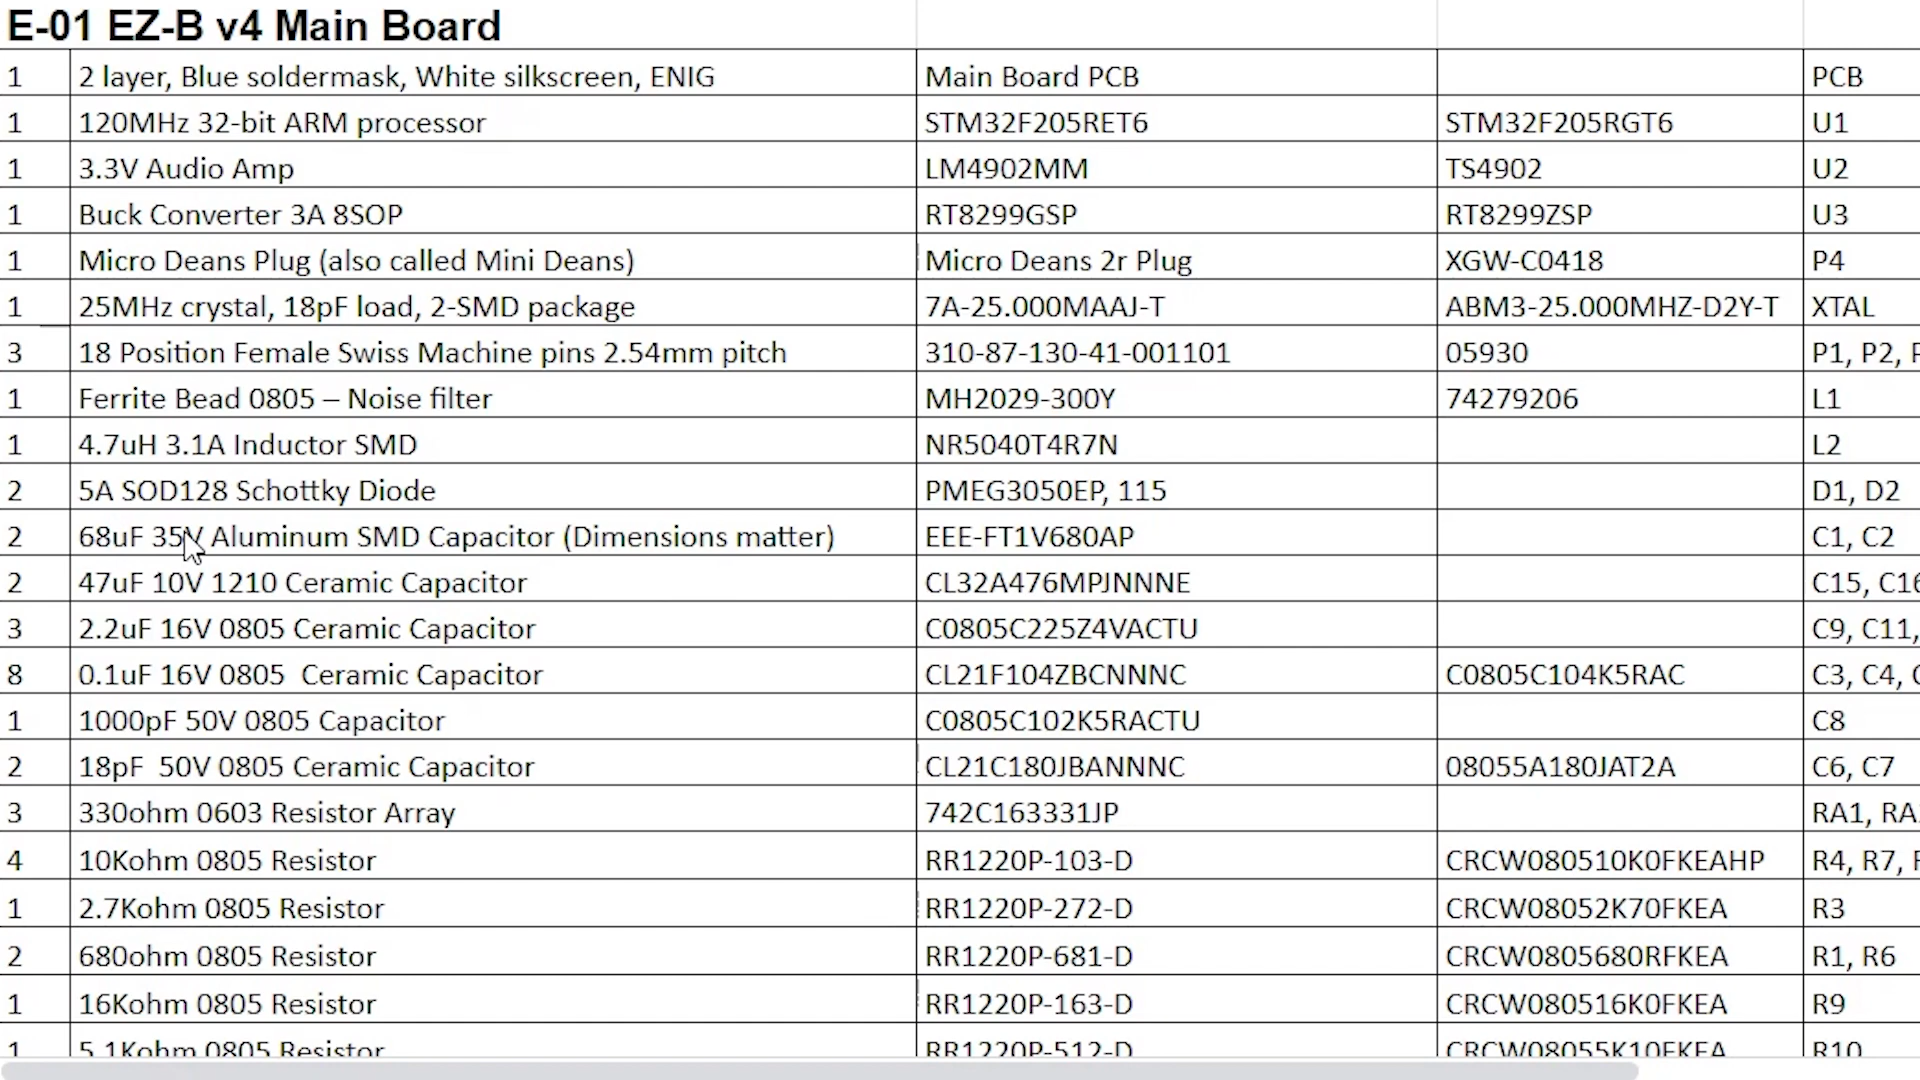 E-01 EZ-B v4 Main Board
1 2 layer, Blue soldermask, White silkscreen, ENIG Main Board PCB PCB
1 120MHz 32-bit ARM processor STM32F205RET6 STM32F205RGT6 U1
1 3.3V Audio Amp LM4902MM TS4902 U2
1 Buck Converter 3A 8SOP RT8299GSP RT8299ZSP U3
1 Micro Deans Plug (also called Mini Deans) Micro Deans 2r Plug XGW-C0418 P4
1 25MHz crystal, 18pF load, 2-SMD package 7A-25.000MAAJ-T ABM3-25.000MHZ-D2Y-T XTAL
3 18 Position Female Swiss Machine pins 2.54mm pitch 310-87-130-41-001101 05930 P1, P2,
1 Ferrite Bead 0805 – Noise filter MH2029-300Y 74279206 L1
1 4.7uH 3.1A Inductor SMD NR5040T4R7N L2
2 5A SOD128 Schottky Diode PMEG3050EP, 115 D1, D2
2 68uF 35V Aluminum SMD Capacitor (Dimensions matter) EEE-FT1V680AP C1, C2
2 47uF 10V 1210 Ceramic Capacitor CL32A476MPJNNNE C15, C16
3 2.2uF 16V 0805 Ceramic Capacitor C0805C225Z4VACTU C9, C11,
8 0.1uF 16V 0805 Ceramic Capacitor CL21F104ZBCNNNC C0805C104K5RAC C3, C4,
1 1000pF 50V 0805 Capacitor C0805C102K5RACTU C8
2 18pF 50V 0805 Ceramic Capacitor CL21C180JBANNNC 08055A180JAT2A C6, C7
3 330ohm 0603 Resistor Array 742C163331JP RA1,
4 10Kohm 0805 Resistor RR1220P-103-D CRCW080510K0FKEAHP R4, R7,
1 2.7Kohm 0805 Resistor RR1220P-272-D CRCW08052K70FKEA R3
2 680ohm 0805 Resistor RR1220P-681-D CRCW0805680RFKEA R1, R6
1 16Kohm 0805 Resistor RR1220P-163-D CRCW080516K0FKEA R9
1 5.1Kohm 0805 Resistor RR1220P-512-D CRCW08055K10FKEA R10